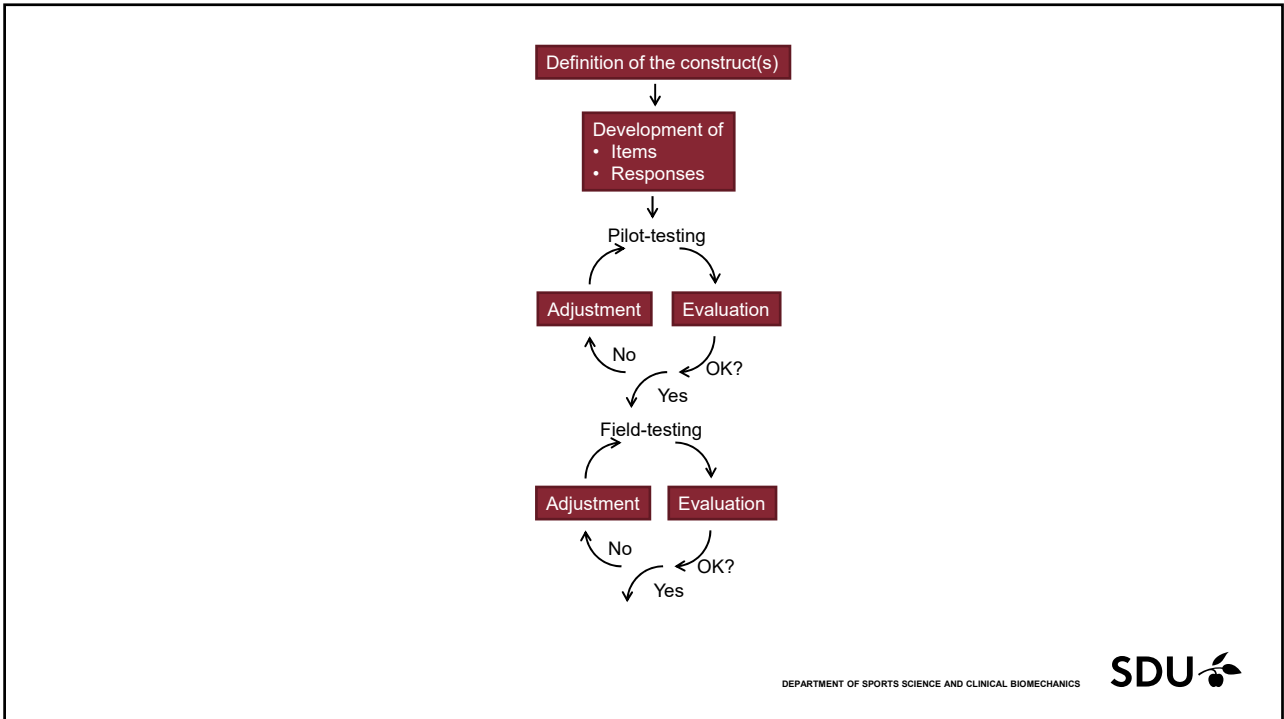 Definition of the construct(s)
Development of
• Items
• Responses
Pilot-testing
Adjustment
Evaluation
No
OK?
Yes
Field-testing
Adjustment
Evaluation
No
OK?
Yes
DEPARTMENT OF SPORTS SCIENCE AND CLINICAL BIOMECHANICS
SDU